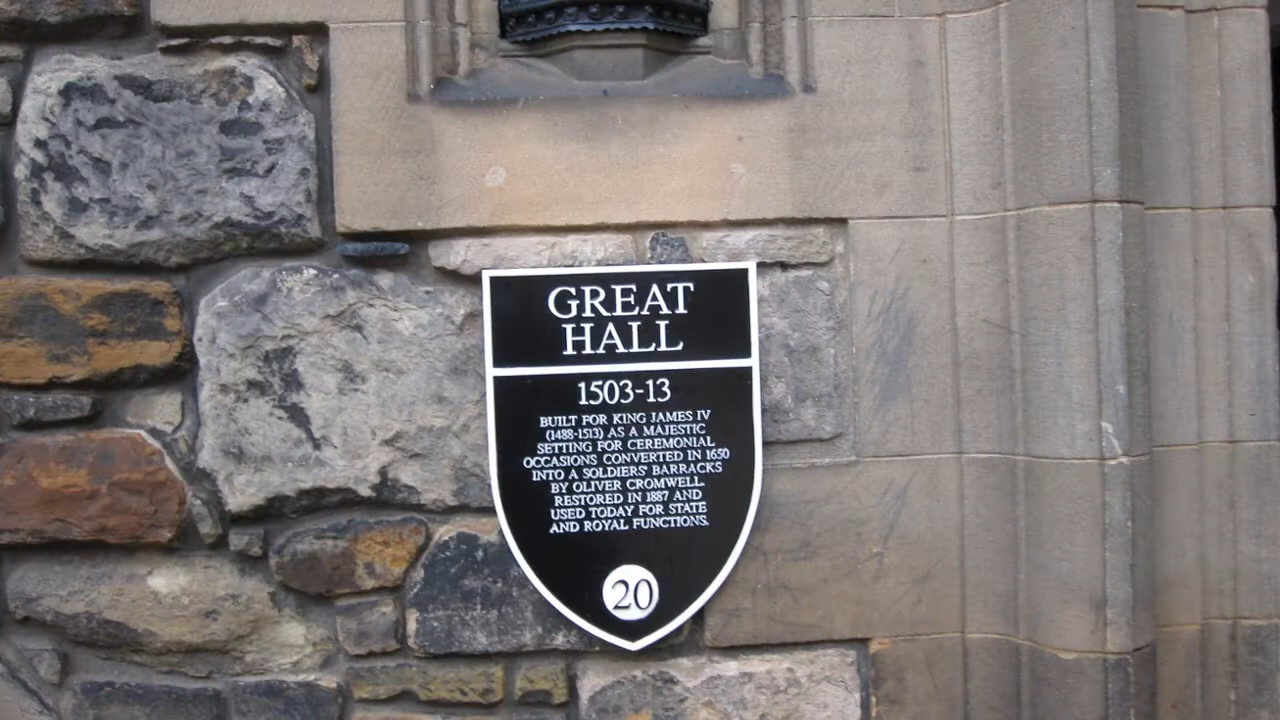 GREAT
HALL
1503-13
BUILT FOR KING JAMES IV
(1488-1513) AS A MAJESTIC
SETTING FOR CEREMONIAL
OCCASIONS CONVERTED IN 1650
INTO A SOLDIERS' BARRACKS
BY OLIVER CROMWELL.
RESTORED IN 1887 AND
USED TODAY FOR STATE
AND ROYAL FUNCTIONS.
20